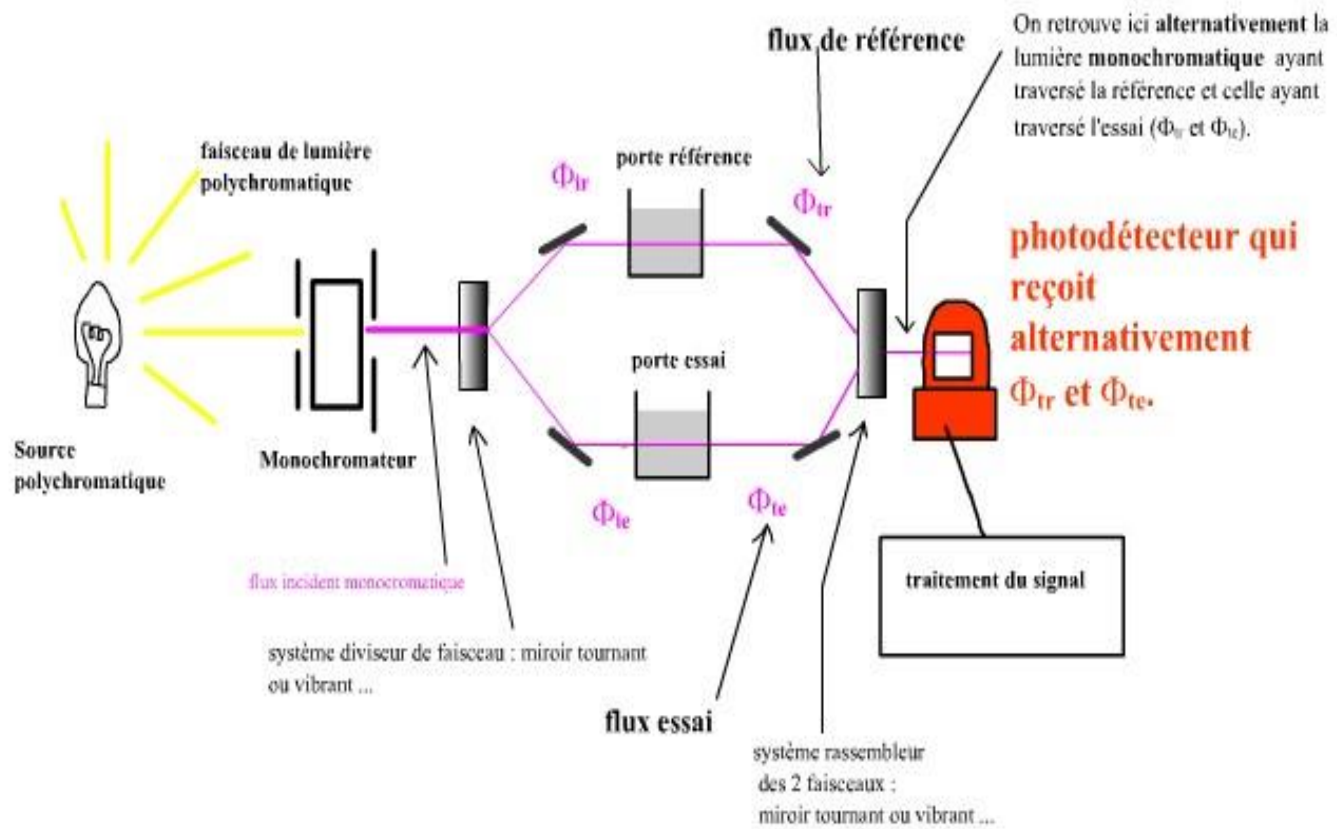 flux de référence
On retrouve ici alternativement la
lumière monochromatique ayant
traversé la référence et celle ayant
traversé l'essai (Φtr et Φte).
faisceau de lumière
polychromatique
porte référence
Φir
Φtr
photodétecteur qui
reçoit
alternativement
Φtr et Φte.
porte essai
Source
polychromatique
Monochromateur
Φie
Φte
flux incident monocromatique
traitement du signal
système diviseur de faisceau : miroir tournant
ou vibrant ...
flux essai
système rassembleur
des 2 faisceaux :
miroir tournant ou vibrant ...